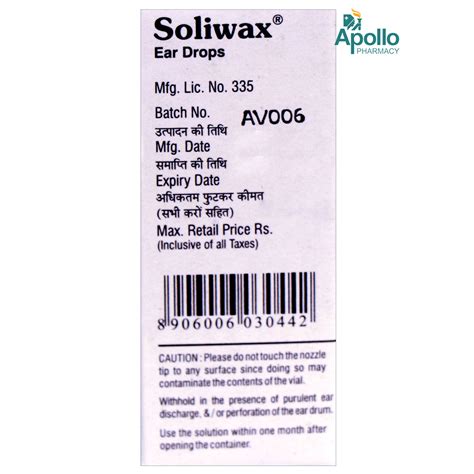 Apollo
PHARMACY
Soliwax®
Ear Drops
Mfg. Lic. No. 335
Batch No. AV006
उत्पादन की तिथि
Mfg. Date
समाप्ति की तिथि
Expiry Date
अधिकतम फुटकर कीमत
(सभी करों सहित)
Max. Retail Price Rs.
(Inclusive of all Taxes)
8 906006 030442
CAUTION : Please do not touch the nozzle
tip to any surface since doing so may
contaminate the contents of the vial.
Withhold in the presence of purulent ear
discharge, & / or perforation of the ear drum.
Use the solution within one month after
opening the container.